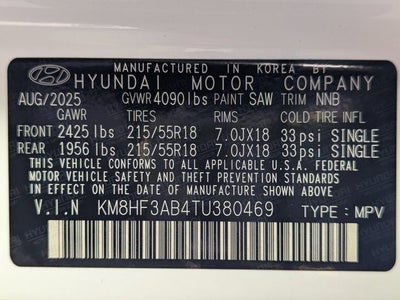 MANUFACTURED IN KOREA BY
HYUNDAI MOTOR COMPANY
AUG/2025 GVWR 4090lbs PAINT SAW TRIM NNB
GAWR TIRES RIMS COLD TIRE INFL
FRONT 2425 lbs 215/55R18 7.0JX18 33psi SINGLE
REAR 1956 lbs 215/55R18 7.0JX18 33psi SINGLE
THIS VEHICLE CONFORMS TO ALL APPLICABLE U.S.A. FEDERAL
MOTOR VEHICLE SAFETY AND THEFT PREVENTION STANDARDS
IN EFFECT ON THE DATE OF MANUFACTURE SHOWN ABOVE.
V.I.N KM8HF3AB4TU380469 TYPE : MPV